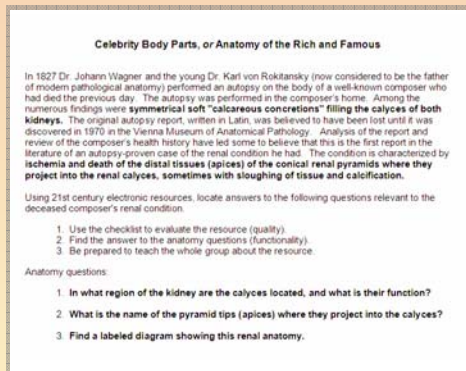 Celebrity Body Parts, or Anatomy of the Rich and Famous
In 1827 Dr. Johann Wagner and the young Dr. Karl von Rokitansky (now considered to be the father
of modern pathological anatomy) performed an autopsy on the body of a well-known composer who
had died the previous day. The autopsy was performed in the composer's home. Among the
numerous findings were symmetrical soft "calcareous concretions" filling the calyces of both
kidneys. The original autopsy report, written in Latin, was believed to have been lost until it was
discovered in 1970 in the Vienna Museum of Anatomical Pathology. Analysis of the report and
review of the composer's health history have led some to believe that this is the first report in the
literature of an autopsy-proven case of the renal condition he had. The condition is characterized by
ischemia and death of the distal tissues (apices) of the conical renal pyramids where they
project into the renal calyces, sometimes with sloughing of tissue and calcification.
Using 21st century electronic resources, locate answers to the following questions relevant to the
deceased composer's renal condition.
1. Use the checklist to evaluate the resource (quality).
2. Find the answer to the anatomy questions (functionality).
3. Be prepared to teach the whole group about the resource.
Anatomy questions:
1. In what region of the kidney are the calyces located, and what is their function?
2. What is the name of the pyramid tips (apices) where they project into the calyces?
3. Find a labeled diagram showing this renal anatomy.